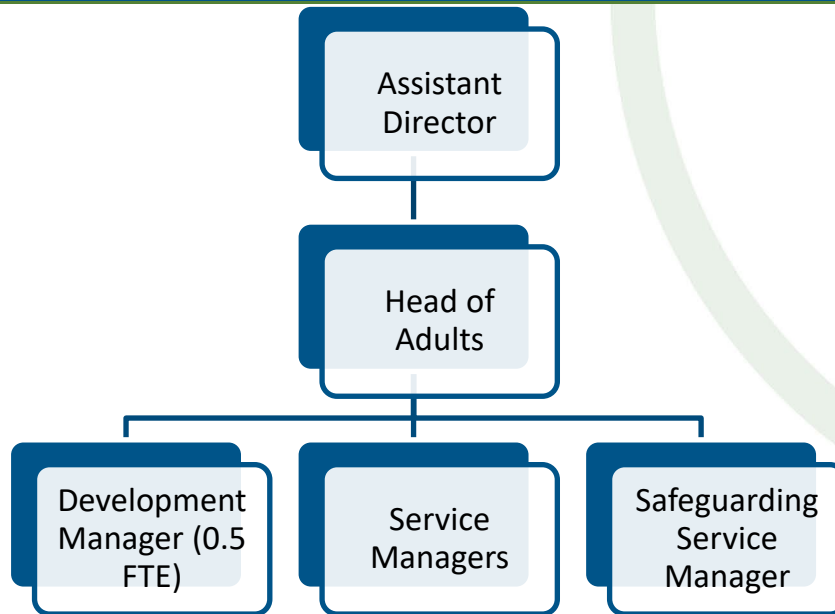 Assistant
Director
Head of
Adults
Development
Manager (0.5
FTE)
Service
Managers
Safeguarding
Service
Manager